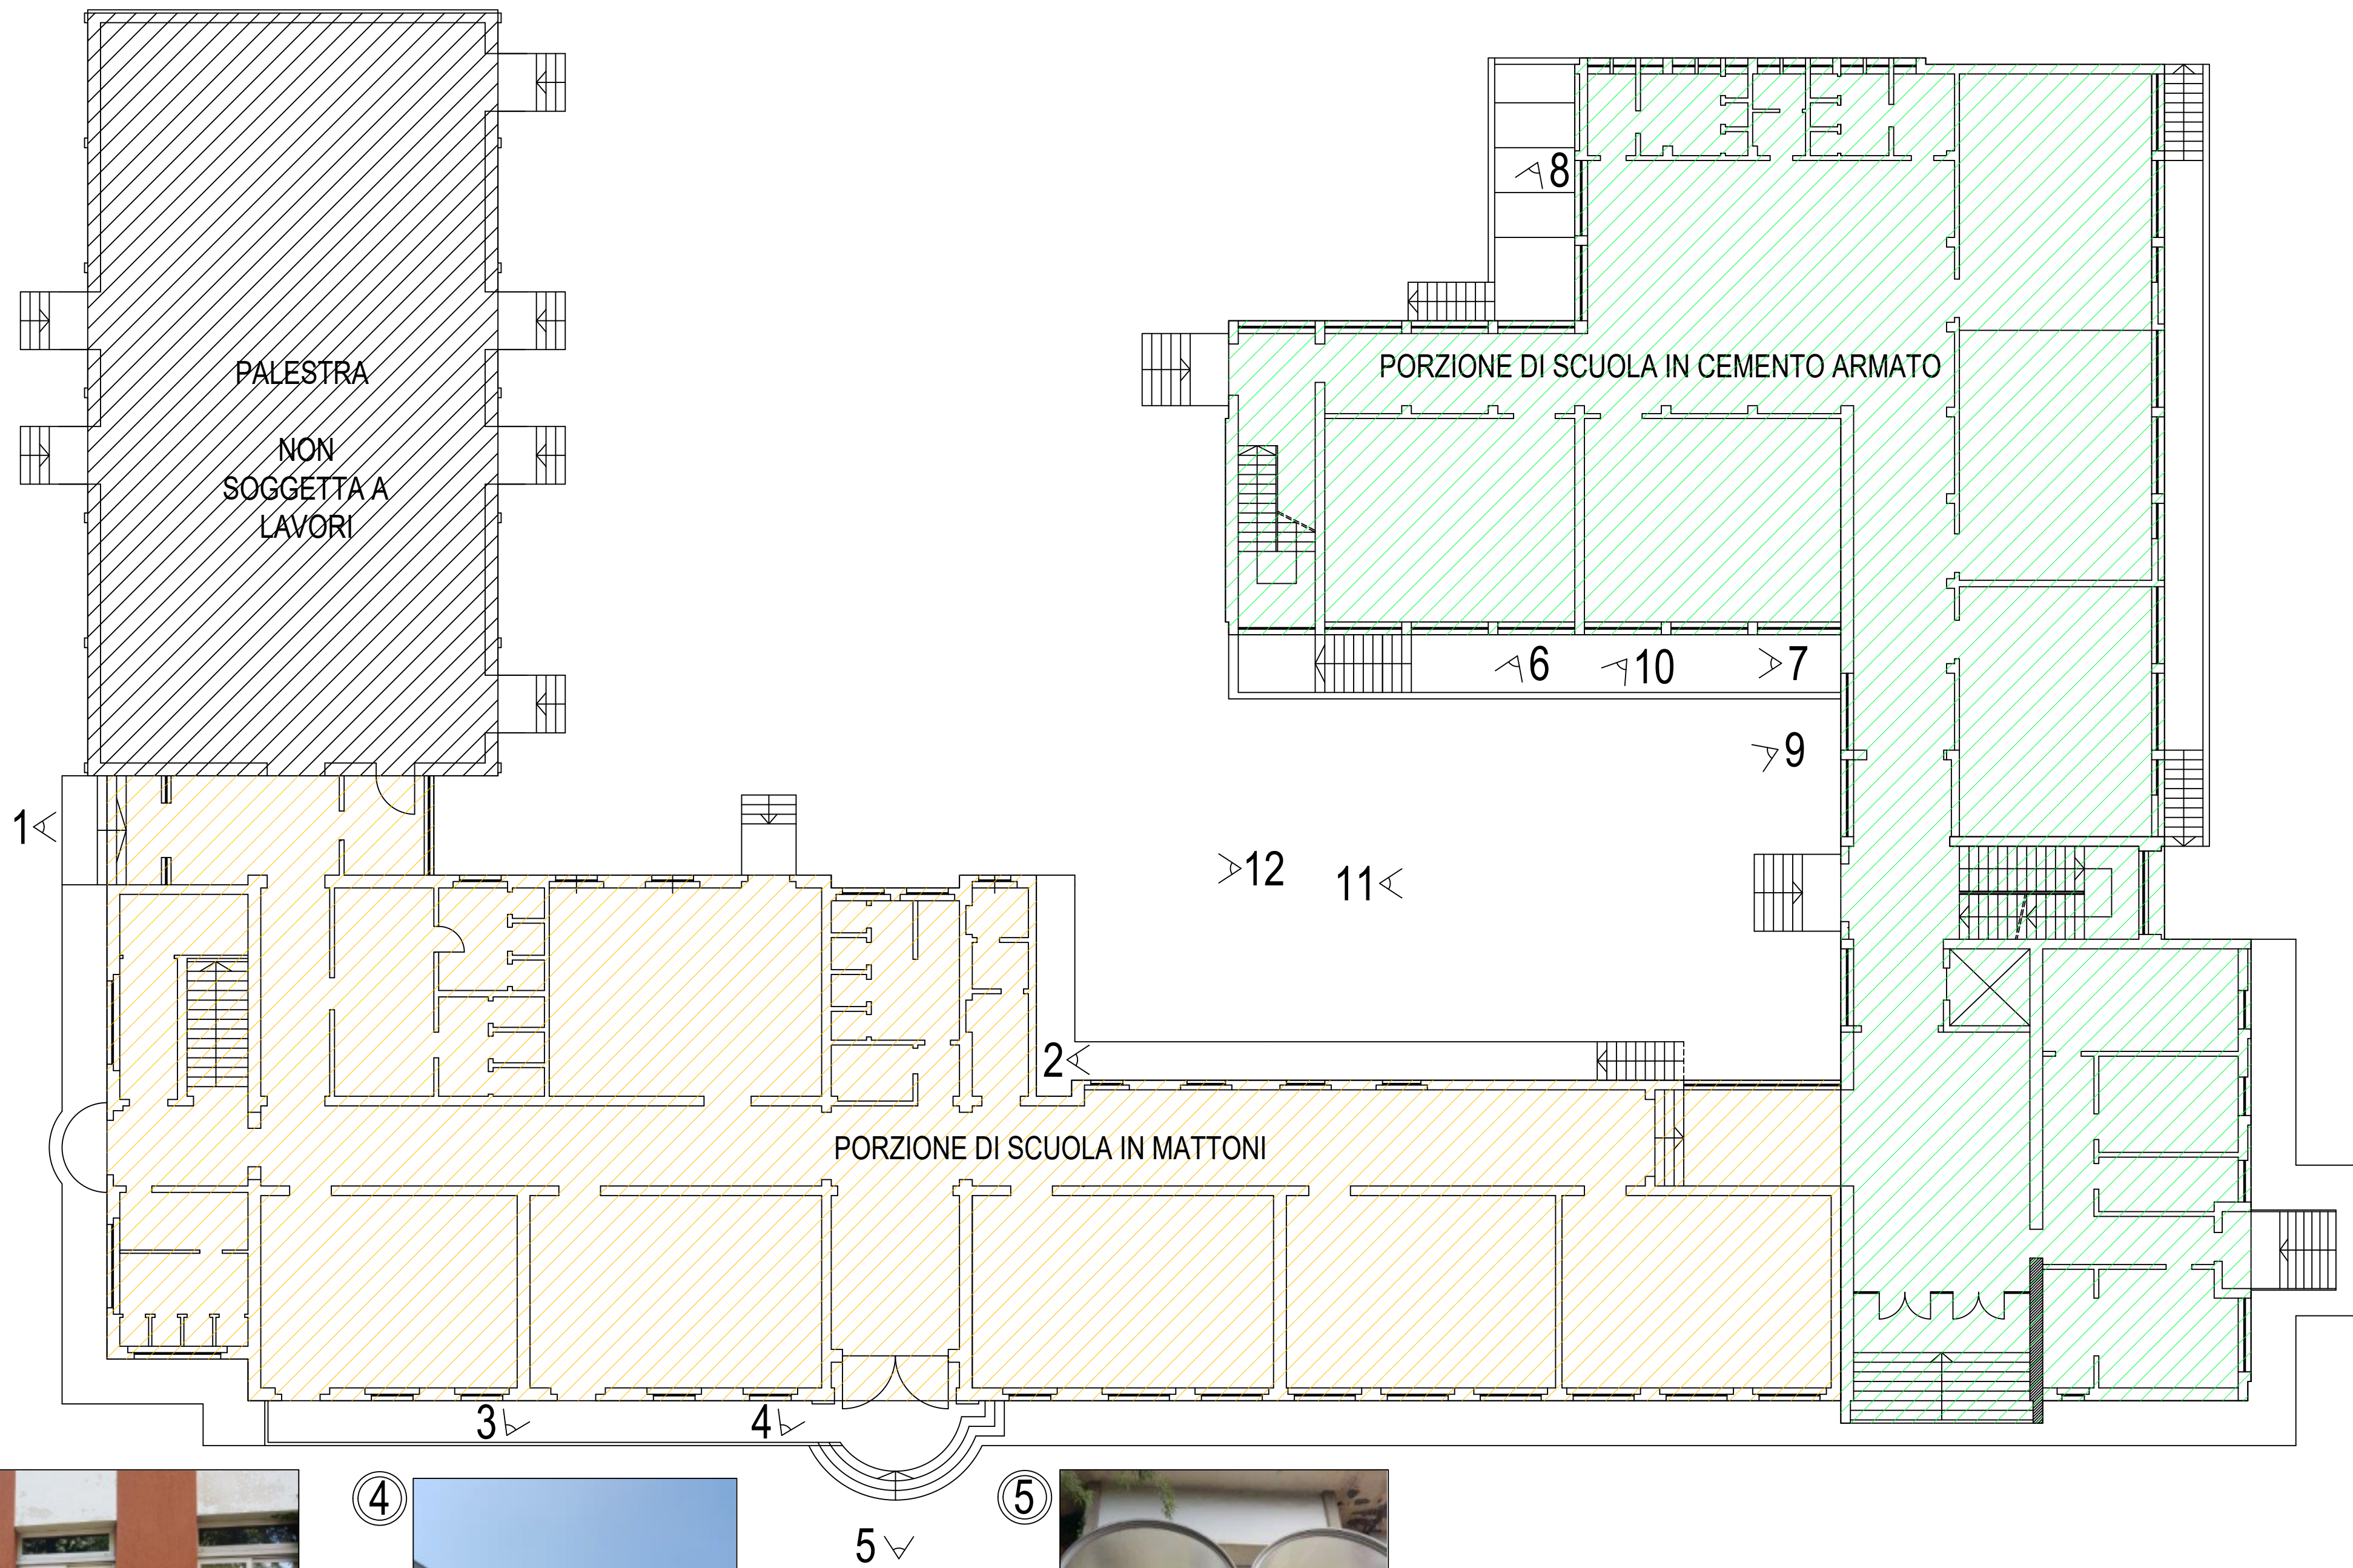 8
PALESTRA
PORZIONE DI SCUOLA IN CEMENTO ARMATO
NON
SOGGETTA A
LAVORI
6
10
7
9
1
12
11
2
PORZIONE DI SCUOLA IN MATTONI
3
4
4
5
5